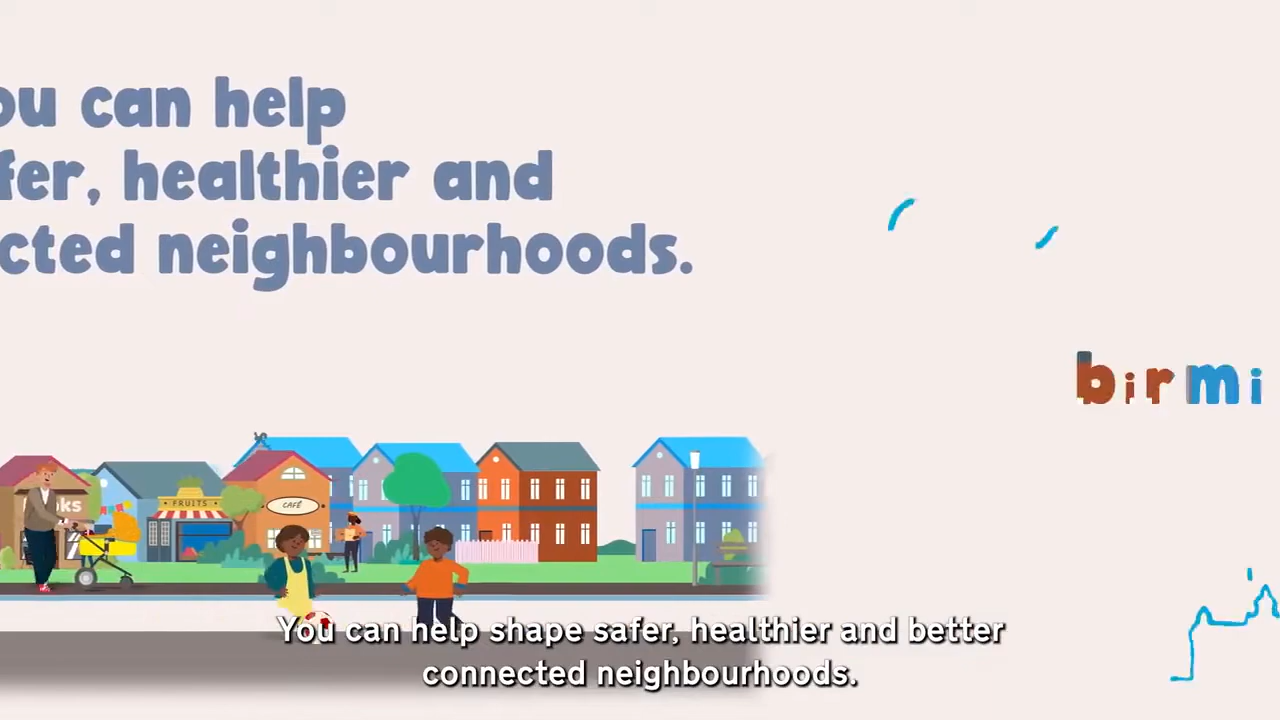 ou can help
fer, healthier and
cted neighbourhoods.
birmi
oks
FRUITS
CAFÉ
You can help shape safer, healthier and better
connected neighbourhoods.